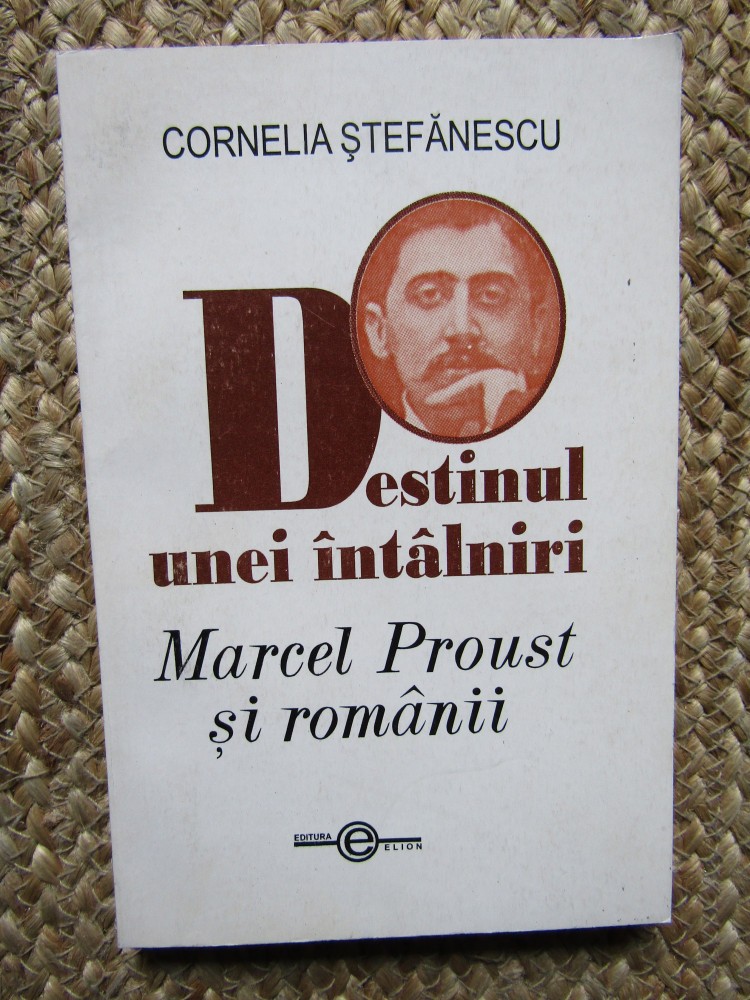 CORNELIA ŞTEFĂNESCU
Destinul
unei întâlniri
Marcel Proust
și românii
EDITURA e ELION